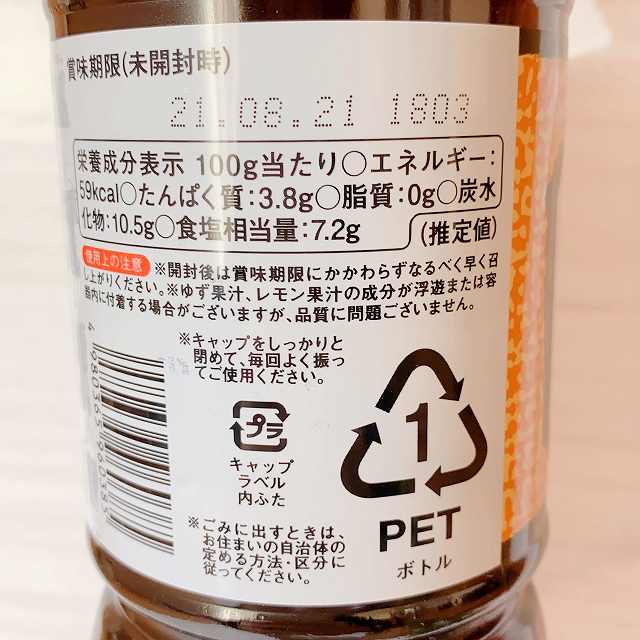 賞味期限(未開封時)
21.08.21 1803
栄養成分表示 100g当たり○エネルギー:
59kcal○たんぱく質:3.8g○脂質:0g○炭水
化物:10.5g○食塩相当量:7.2g
(推定値)
使用上の注意 ※開封後は賞味期限にかかわらずなるべく早く召
し上がりください。※ゆず果汁、レモン果汁の成分が浮遊または容
器内に付着する場合がございますが、品質に問題ございません。
※キャップをしっかりと
閉めて、毎回よく振っ
てご使用ください。
プラ
キャップ
ラベル
内ふた
※ごみに出すときは、
お住まいの自治体の
定める方法・区分に
従ってください。
1
PET
ボトル